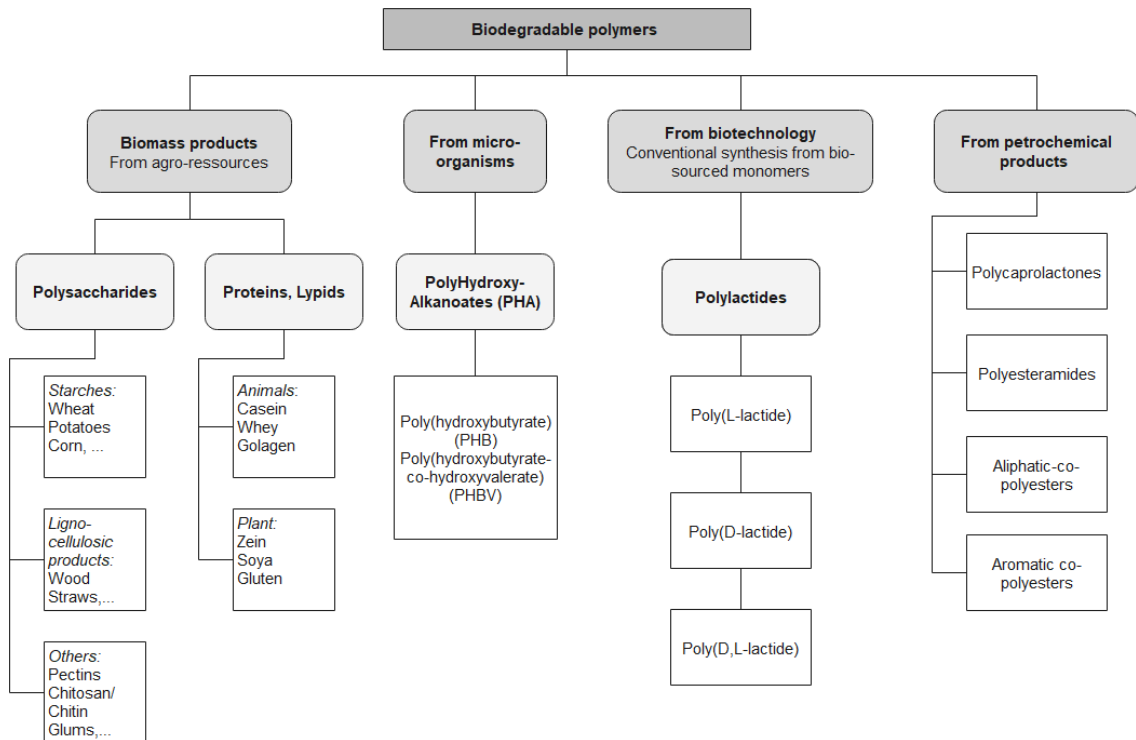 Biodegradable polymers
Biomass products
From agro-ressources
From micro-
organisms
From biotechnology
Conventional synthesis from bio-
sourced monomers
From petrochemical
products
Polysaccharides
Proteins, Lypids
PolyHydroxy-
Alkanoates (PHA)
Polylactides
Polycaprolactones
Polyesteramides
Aliphatic-co-
polyesters
Aromatic co-
polyesters
Starches:
Wheat
Potatoes
Corn, ...
Ligno-
cellulosic
products:
Wood
Straws,...
Others:
Pectins
Chitosan/
Chitin
Glums,...
Animals:
Casein
Whey
Golagen
Plant:
Zein
Soya
Gluten
Poly(hydroxybutyrate)
(PHB)
Poly(hydroxybutyrate-
co-hydroxyvalerate)
(PHBV)
Poly(L-lactide)
Poly(D-lactide)
Poly(D,L-lactide)